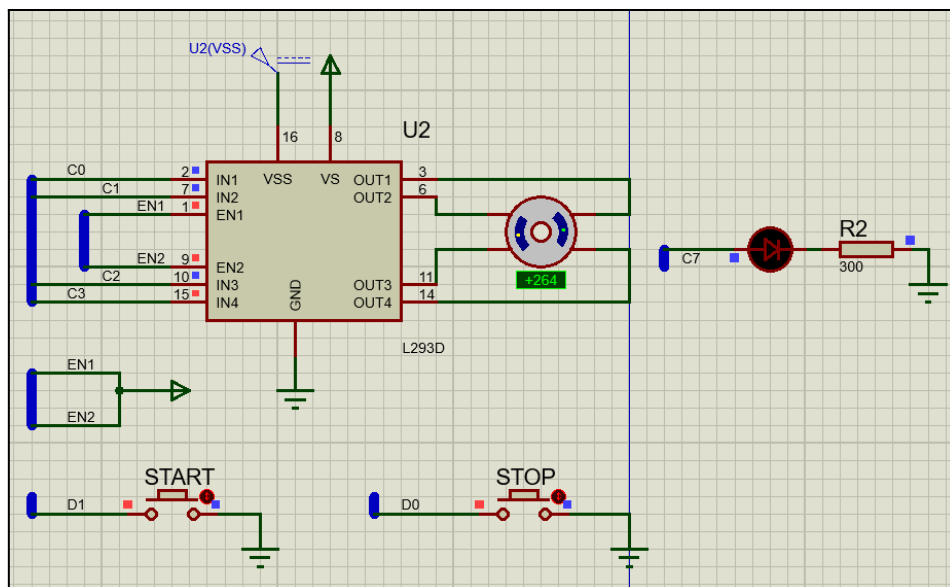 U2(VSS)
16
8
U2
C0
2
IN1
VSS
VS
OUT1
3
C1
7
IN2
OUT2
6
EN1
1
EN1
EN2
9
EN2
C2
10
IN3
GND
OUT3
11
C3
15
IN4
OUT4
14
+264
L293D
C7
R2
300
EN1
EN2
START
D1
STOP
D0